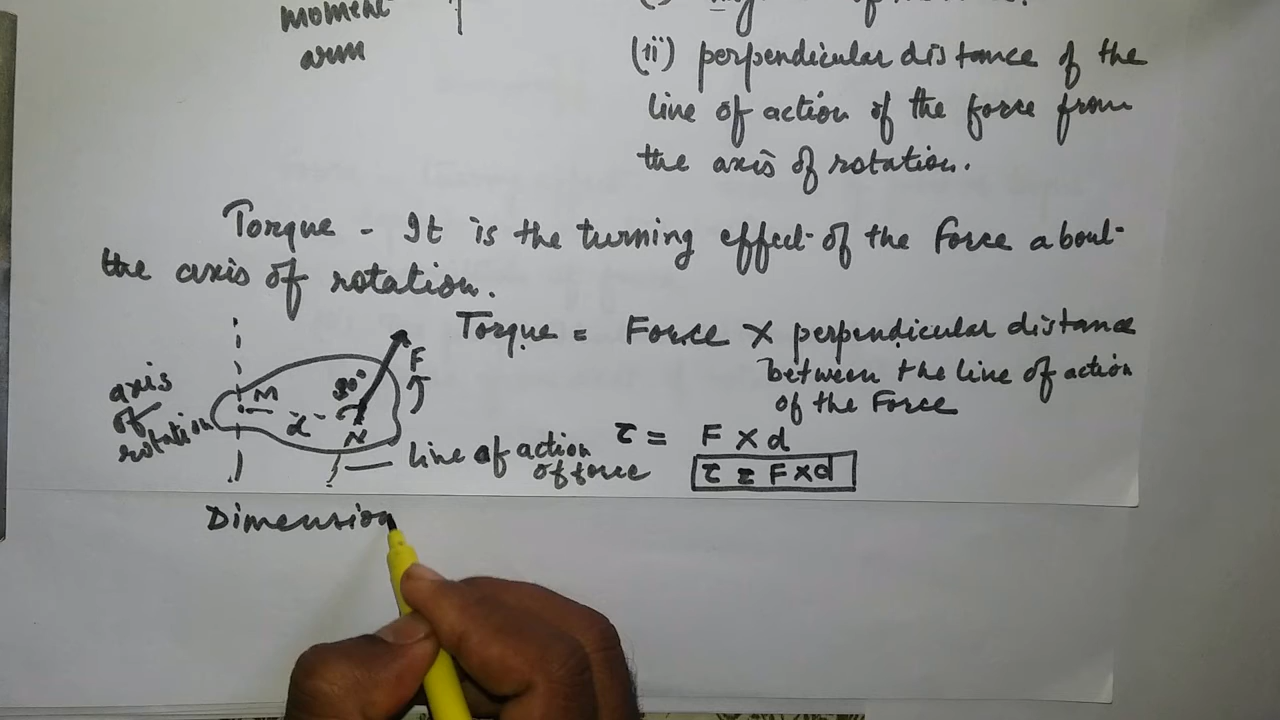 moment
arm
(ii) perpendicular distance of the
line of action of the force from
the axis of rotation.
Torque - It is the turning effect of the Force about
the axis of rotation.
Torque = Force X perpendicular distance
between the line of action
of the Force
axis
of
rotation
M
d
90°
N
F
line of action
of force
τ = F X d
τ = F X d
Dimension